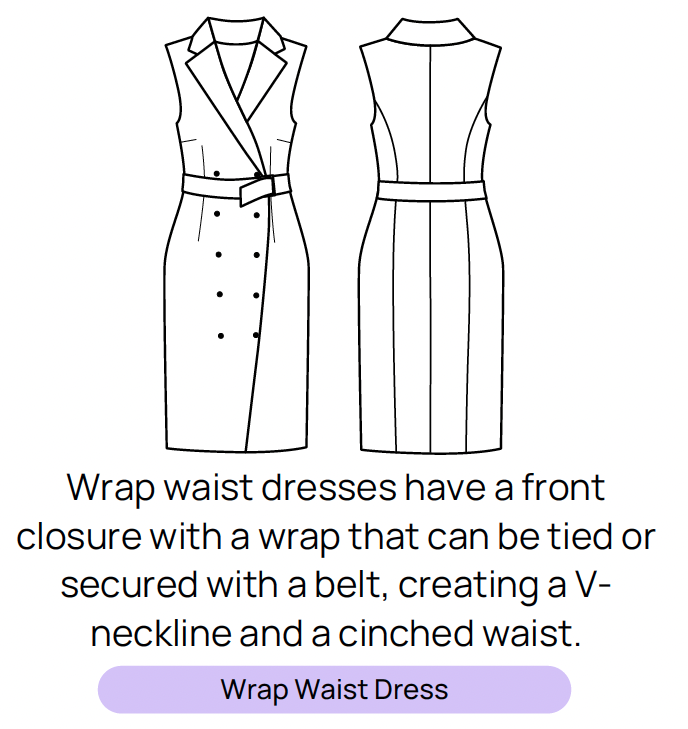 Wrap waist dresses have a front
closure with a wrap that can be tied or
secured with a belt, creating a V-
neckline and a cinched waist.
Wrap Waist Dress